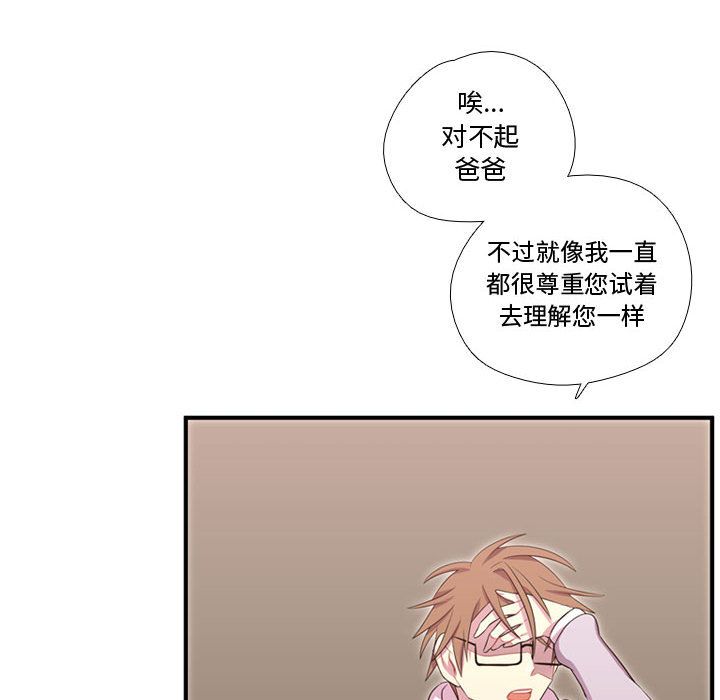 唉...
对不起
爸爸
不过就像我一直
都很尊重您试着
去理解您一样